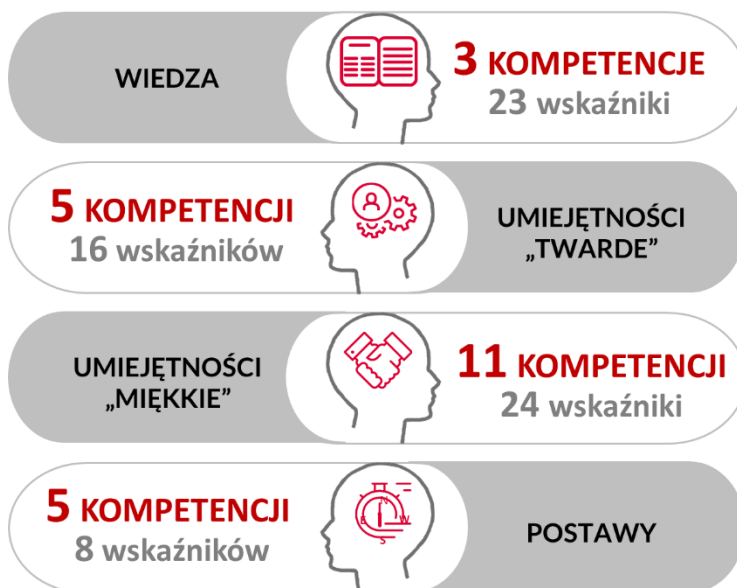 WIEDZA
3 KOMPETENCJE
23 wskaźniki
5 KOMPETENCJI
16 wskaźników
UMIEJĘTNOŚCI
„TWARDE”
UMIEJĘTNOŚCI
„MIĘKKIE”
11 KOMPETENCJI
24 wskaźniki
5 KOMPETENCJI
8 wskaźników
N
E W
S
POSTAWY